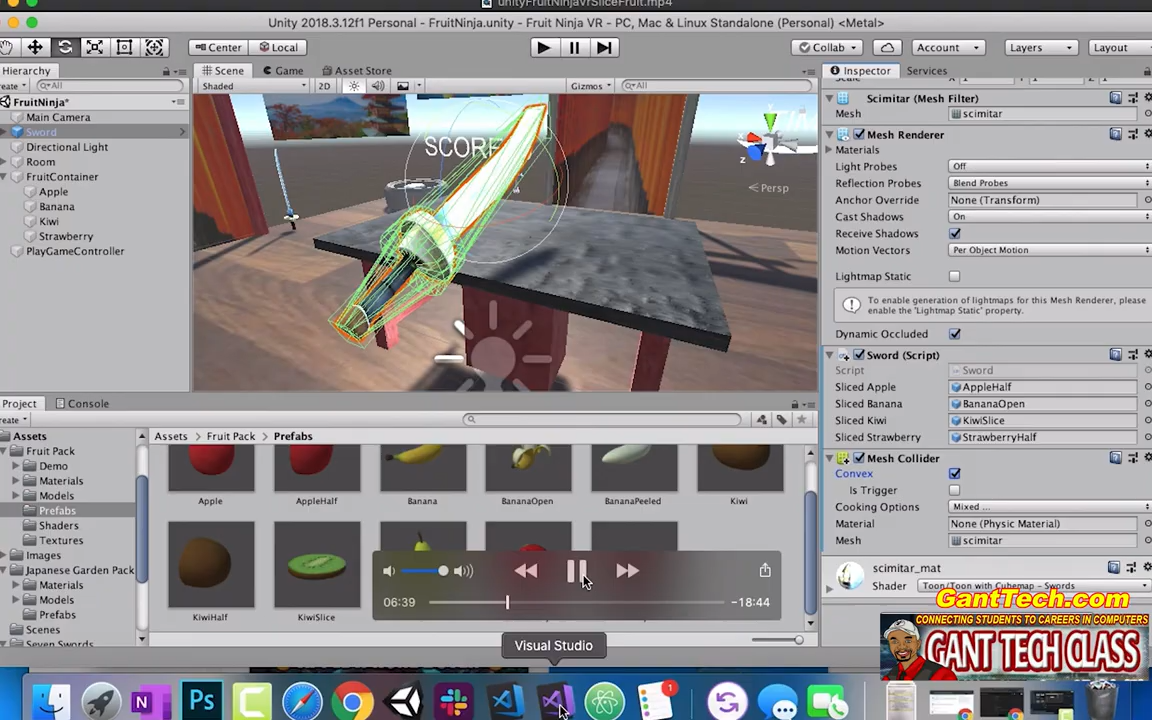 unityFruitNinjaVrSliceFruit.mp4
Unity 2018.3.12f1 Personal - FruitNinja.unity - Fruit Ninja VR - PC, Mac & Linux Standalone (Personal) <Metal>
Center Local Collab Account Layers Layout
Hierarchy Scene Game Asset Store Inspector Services
All Shaded 2D Gizmos All
FruitNinja*
Main Camera
Sword
Directional Light
Room
FruitContainer
Apple
Banana
Kiwi
Strawberry
PlayGameController
SCORE
Persp
Scimitar (Mesh Filter)
Mesh scimitar
Mesh Renderer
Materials
Light Probes Off
Reflection Probes Blend Probes
Anchor Override None (Transform)
Cast Shadows On
Receive Shadows
Motion Vectors Per Object Motion
Lightmap Static
To enable generation of lightmaps for this Mesh Renderer, please
enable the 'Lightmap Static' property.
Dynamic Occluded
Sword (Script)
Script Sword
Sliced Apple AppleHalf
Sliced Banana BananaOpen
Sliced Kiwi KiwiSlice
Sliced Strawberry StrawberryHalf
Mesh Collider
Convex
Is Trigger
Cooking Options Mixed ...
Material None (Physic Material)
Mesh scimitar
scimitar_mat
Shader Toon/Toon with Cubemap - Swords
Project Console
Assets
Fruit Pack
Demo
Materials
Models
Prefabs
Shaders
Textures
Images
Japanese Garden Pack
Materials
Models
Prefabs
Scenes
Seven Swords
Assets Fruit Pack Prefabs
Apple AppleHalf Banana BananaOpen BananaPeeled Kiwi
KiwiHalf KiwiSlice
06:39 -18:44
Visual Studio
N Ps C
1
GantTech.com
CONNECTING STUDENTS TO CAREERS IN COMPUTERS
GANT TECH CLASS